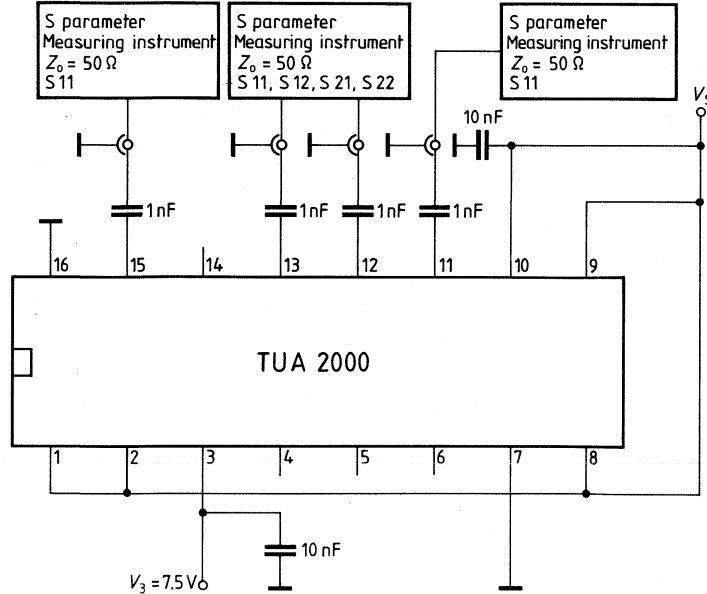 S parameter
Measuring instrument
Z₀ = 50 Ω
S 11
S parameter
Measuring instrument
Z₀ = 50 Ω
S 11, S 12, S 21, S 22
S parameter
Measuring instrument
Z₀ = 50 Ω
S 11
10 nF
1 nF
1 nF
1 nF
1 nF
16 15 14 13 12 11 10 9
TUA 2000
1 2 3 4 5 6 7 8
10 nF
V₃ = 7.5 V